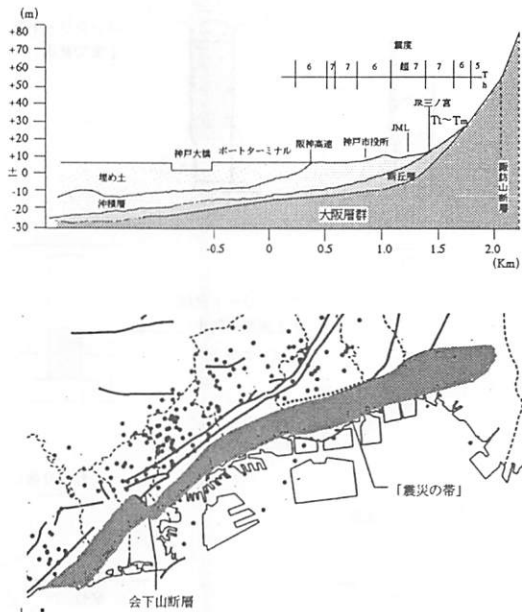 (m)
+80
+70
+60
+50
+40
+30
+20
+10
±0
-10
-20
-30
震度
6 7 7 6 超7 7 6 5
Th
JR三ノ宮
Tl〜Tm
JML
神戸市役所
阪神高速
ポートターミナル
神戸大橋
埋め土
沖積層
段丘層
大阪層群
諏訪山断層
-0.5 0 0.5 1.0 1.5 2.0
(Km)
「震災の帯」
会下山断層